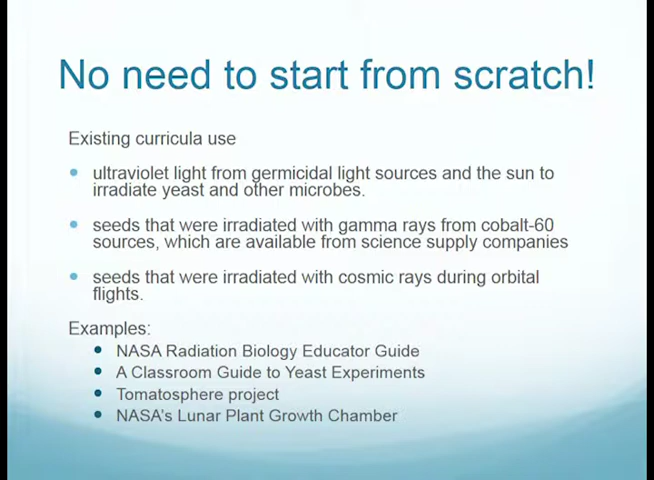 No need to start from scratch!
Existing curricula use
ultraviolet light from germicidal light sources and the sun to
irradiate yeast and other microbes.
seeds that were irradiated with gamma rays from cobalt-60
sources, which are available from science supply companies
seeds that were irradiated with cosmic rays during orbital
flights.
Examples:
NASA Radiation Biology Educator Guide
A Classroom Guide to Yeast Experiments
Tomatosphere project
NASA's Lunar Plant Growth Chamber